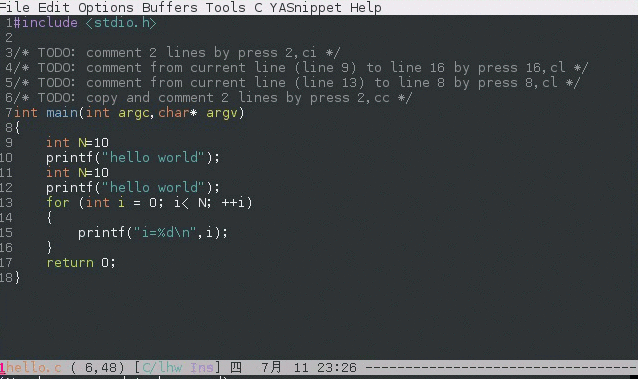 File Edit Options Buffers Tools C YASnippet Help
1#include <stdio.h>
2
3/* TODO: comment 2 lines by press 2,ci */
4/* TODO: comment from current line (line 9) to line 16 by press 16,cl */
5/* TODO: comment from current line (line 13) to line 8 by press 8,cl */
6/* TODO: copy and comment 2 lines by press 2,cc */
7int main(int argc,char* argv)
8{
9    int N=10
10    printf("hello world");
11    int N=10
12    printf("hello world");
13    for (int i = 0; i< N; ++i)
14    {
15        printf("i=%d\n",i);
16    }
17    return 0;
18}
1hello.c ( 6,48) [C/lhw Ins] 四  7月 11 23:26